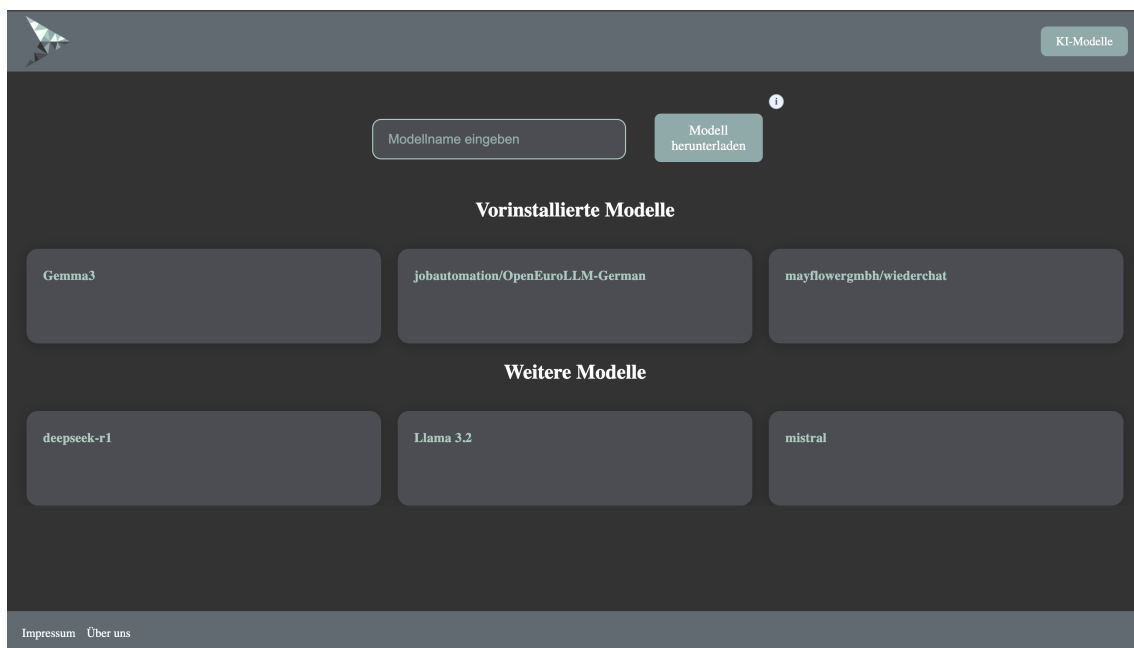 KI-Modelle
i
Modellname eingeben
Modell
herunterladen
Vorinstallierte Modelle
Gemma3
jobautomation/OpenEuroLLM-German
mayflowergmbh/wiederchat
Weitere Modelle
deepseek-r1
Llama 3.2
mistral
Impressum
Über uns